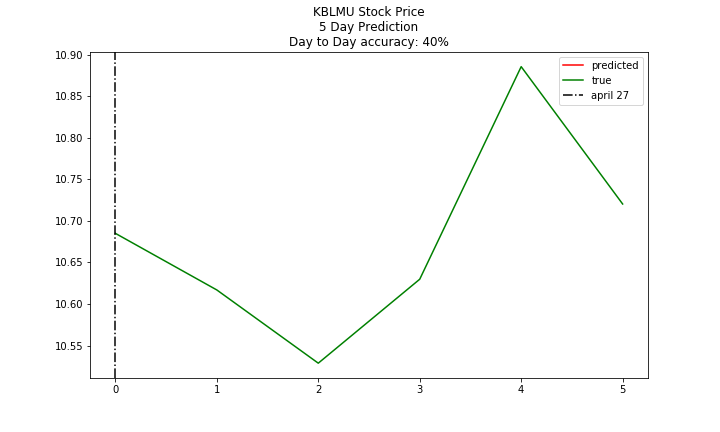 KBLMU Stock Price
5 Day Prediction
Day to Day accuracy: 40%
10.90
10.85
10.80
10.75
10.70
10.65
10.60
10.55
predicted
true
april 27
0 1 2 3 4 5